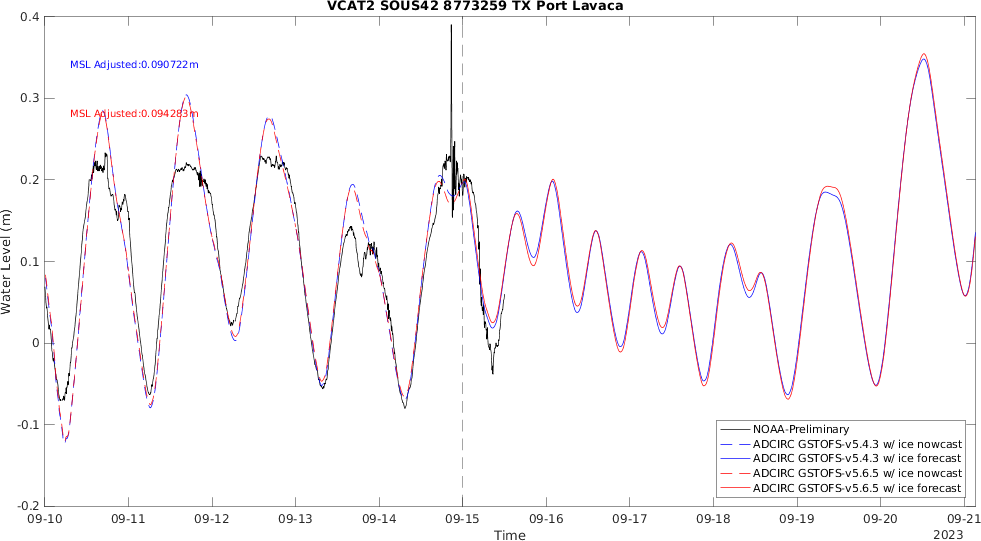 VCAT2 SOUS42 8773259 TX Port Lavaca
0.4
MSL Adjusted:0.090722m
0.3
MSL Adjusted:0.094283m
0.2
0.1
0
-0.1
-0.2
Water Level (m)
NOAA-Preliminary
ADCIRC GSTOFS-v5.4.3 w/ ice nowcast
ADCIRC GSTOFS-v5.4.3 w/ ice forecast
ADCIRC GSTOFS-v5.6.5 w/ ice nowcast
ADCIRC GSTOFS-v5.6.5 w/ ice forecast
09-10 09-11 09-12 09-13 09-14 09-15 09-16 09-17 09-18 09-19 09-20 09-21
Time
2023